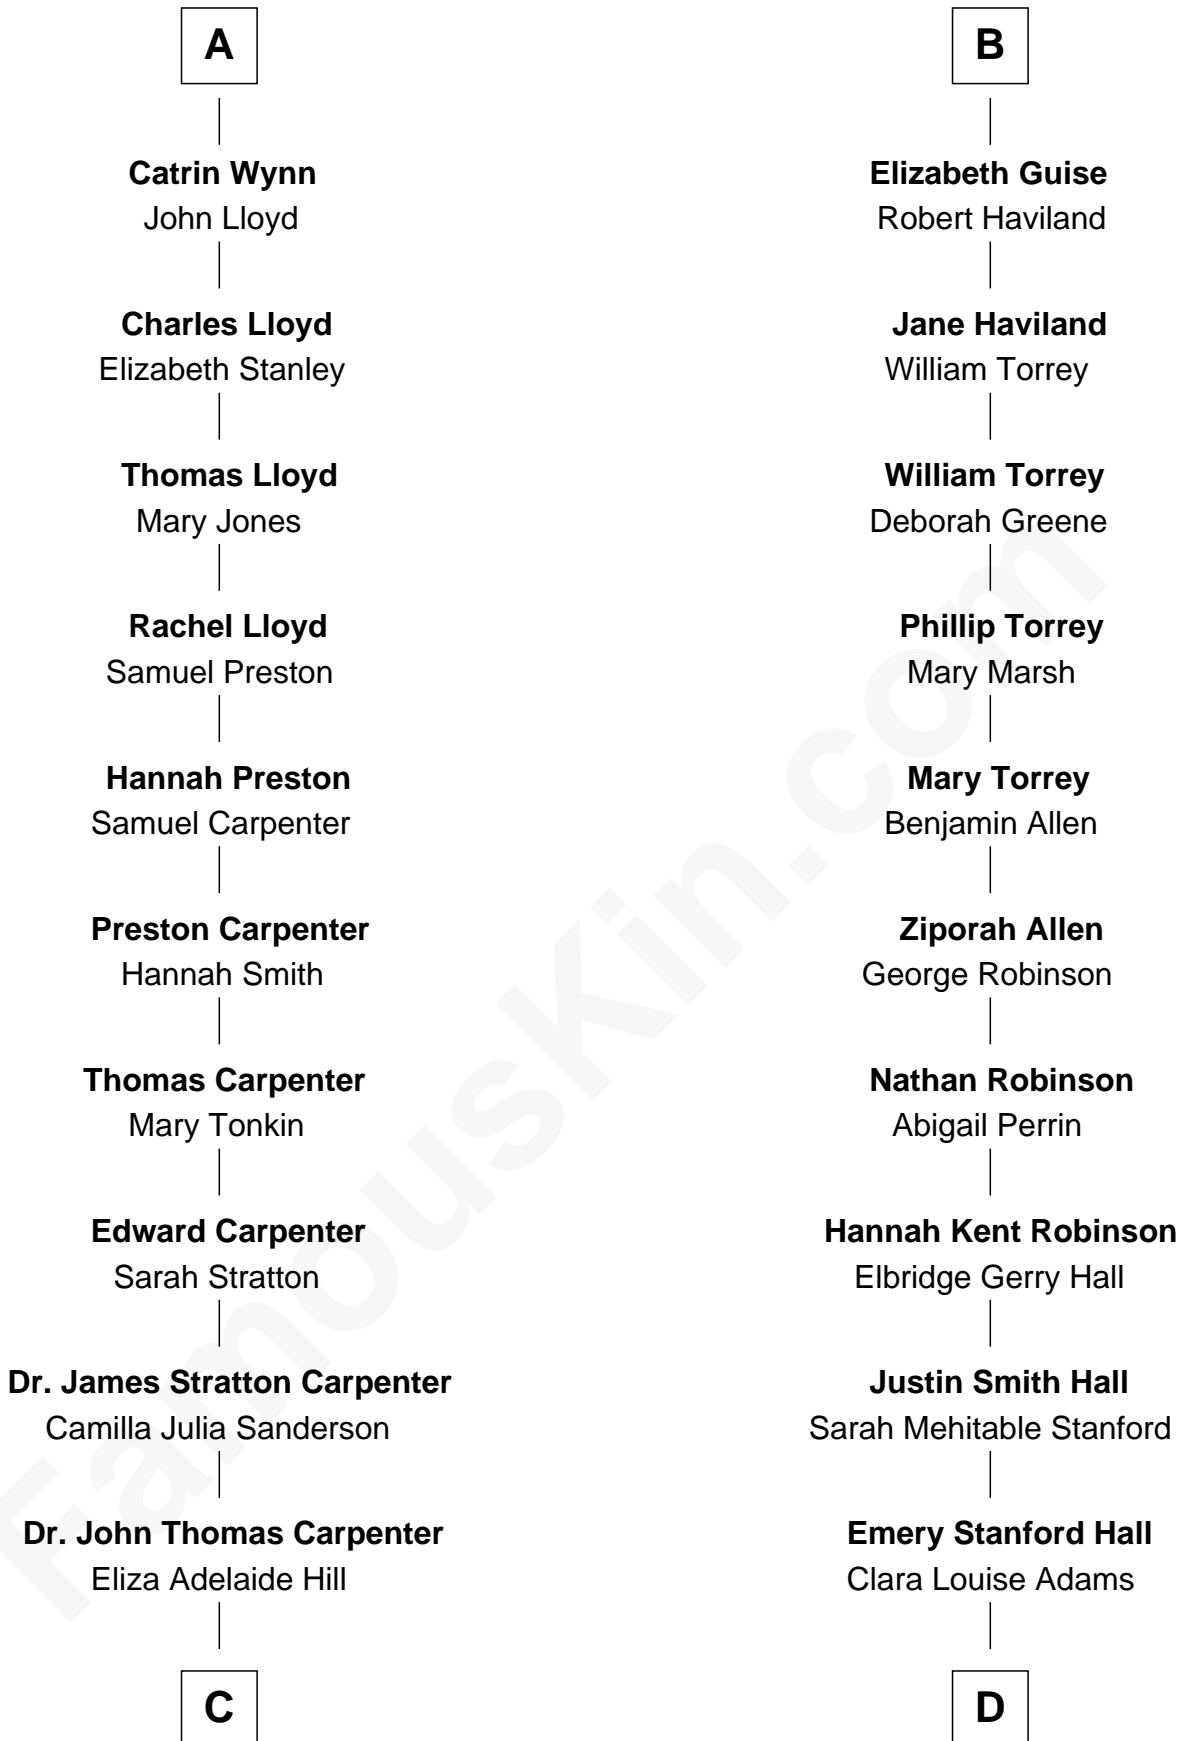 A
Catrin Wynn
John Lloyd
Charles Lloyd
Elizabeth Stanley
Thomas Lloyd
Mary Jones
Rachel Lloyd
Samuel Preston
Hannah Preston
Samuel Carpenter
Preston Carpenter
Hannah Smith
Thomas Carpenter
Mary Tonkin
Edward Carpenter
Sarah Stratton
Dr. James Stratton Carpenter
Camilla Julia Sanderson
Dr. John Thomas Carpenter
Eliza Adelaide Hill
C
B
Elizabeth Guise
Robert Haviland
Jane Haviland
William Torrey
William Torrey
Deborah Greene
Phillip Torrey
Mary Marsh
Mary Torrey
Benjamin Allen
Ziporah Allen
George Robinson
Nathan Robinson
Abigail Perrin
Hannah Kent Robinson
Elbridge Gerry Hall
Justin Smith Hall
Sarah Mehitable Stanford
Emery Stanford Hall
Clara Louise Adams
D
FamousKin.com